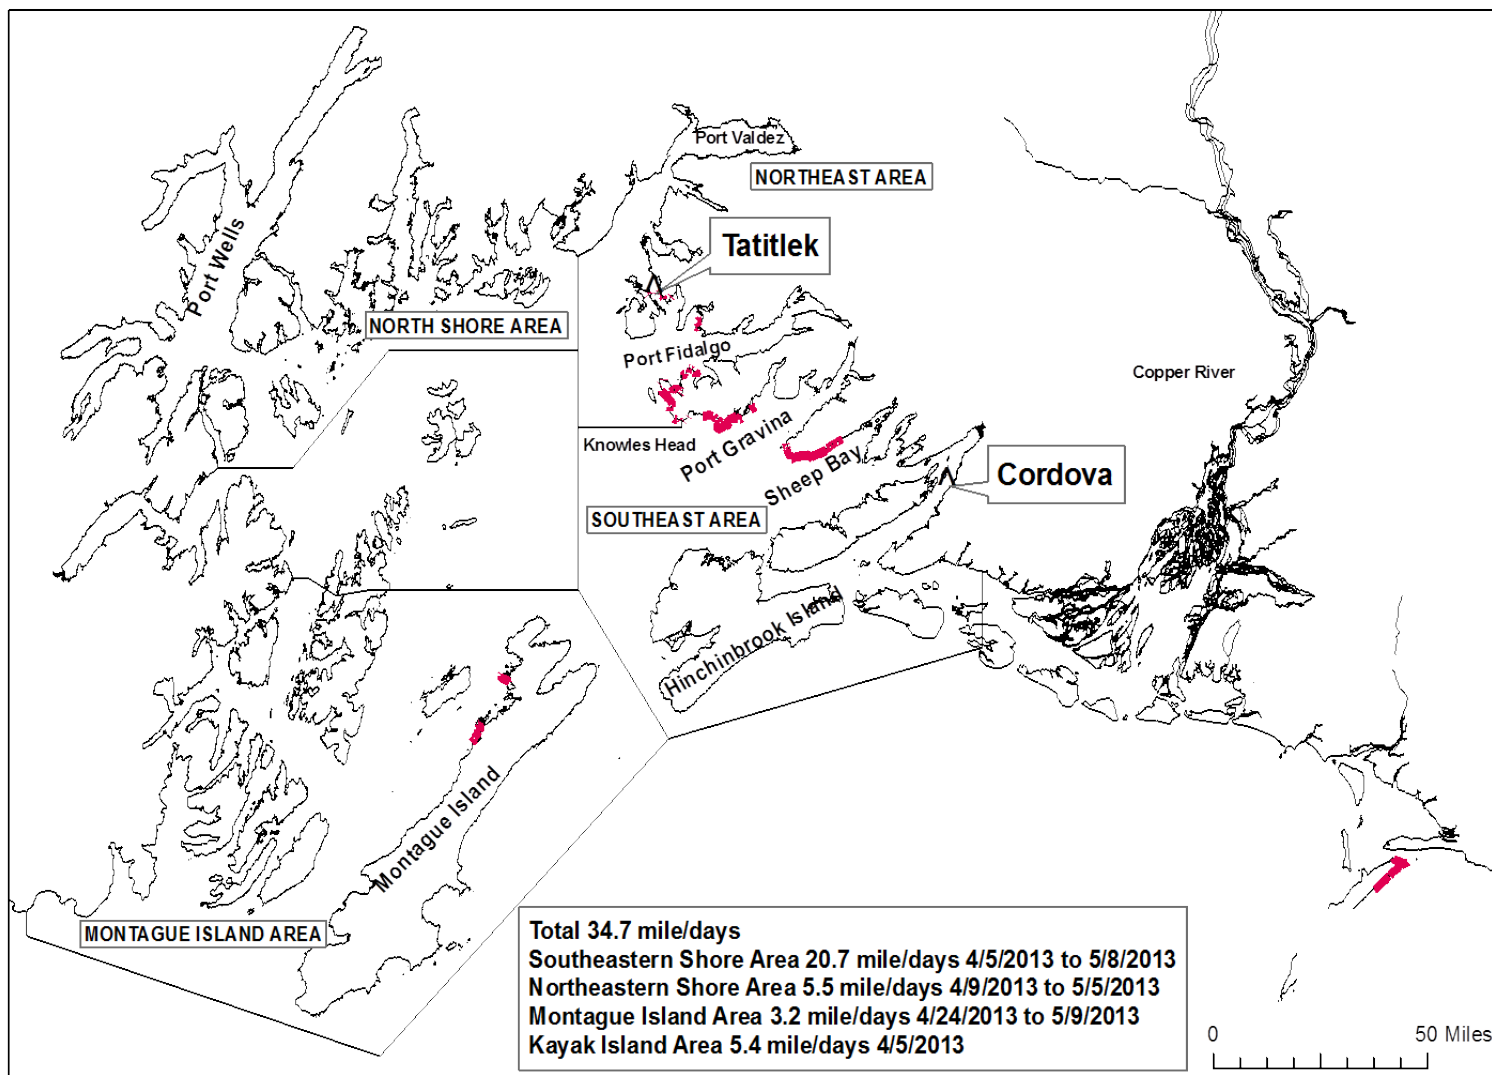 Port Valdez
NORTHEAST AREA
Tatitlek
Port Wells
NORTH SHORE AREA
Port Fidalgo
Copper River
Knowles Head
Port Gravina
Sheep Bay
Cordova
SOUTHEAST AREA
Hinchinbrook Island
Montague Island
MONTAGUE ISLAND AREA
Total 34.7 mile/days
Southeastern Shore Area 20.7 mile/days 4/5/2013 to 5/8/2013
Northeastern Shore Area 5.5 mile/days 4/9/2013 to 5/5/2013
Montague Island Area 3.2 mile/days 4/24/2013 to 5/9/2013
Kayak Island Area 5.4 mile/days 4/5/2013
0 50 Miles